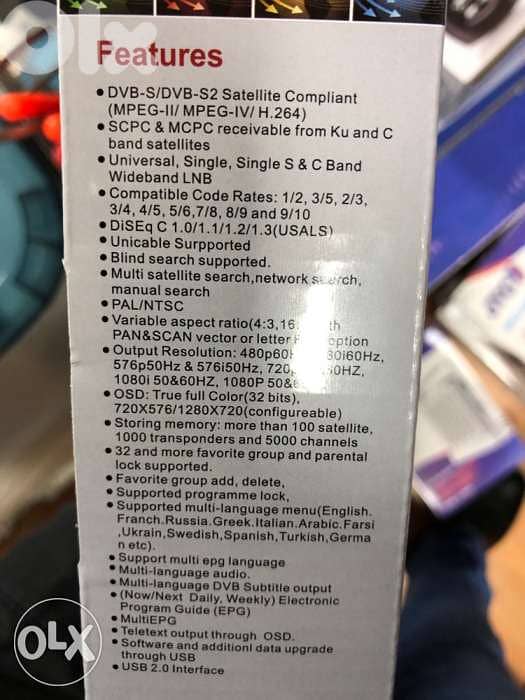 olx
Features
• DVB-S/DVB-S2 Satellite Compliant
(MPEG-II/ MPEG-IV/ H.264)
• SCPC & MCPC receivable from Ku and C
band satellites
• Universal, Single, Single S & C Band
Wideband LNB
• Compatible Code Rates: 1/2, 3/5, 2/3,
3/4, 4/5, 5/6,7/8, 8/9 and 9/10
• DiSEq C 1.0/1.1/1.2/1.3(USALS)
• Unicable Surpported
• Blind search supported.
• Multi satellite search,network search,
manual search
• PAL/NTSC
• Variable aspect ratio(4:3,16:
PAN&SCAN vector or letter option
• Output Resolution: 480p60H 60Hz,
576p50Hz & 576i50Hz, 720
1080i 50&60HZ, 1080P 50&
• OSD: True full Color(32 bits),
720X576/1280X720(configureable)
• Storing memory: more than 100 satellite,
1000 transponders and 5000 channels
• 32 and more favorite group and parental
lock supported.
• Favorite group add, delete,
• Supported programme lock,
• Supported multi-language menu(English.
Franch.Russia.Greek.Italian.Arabic.Farsi
,Ukrain,Swedish,Spanish,Turkish,Germa
n etc).
• Support multi epg language
• Multi-language audio.
• Multi-language DVB Subtitle output
• (Now/Next Daily, Weekly) Electronic
Program Guide (EPG)
• MultiEPG
• Teletext output through OSD.
• Software and additionl data upgrade
through USB
• USB 2.0 Interface
OLX